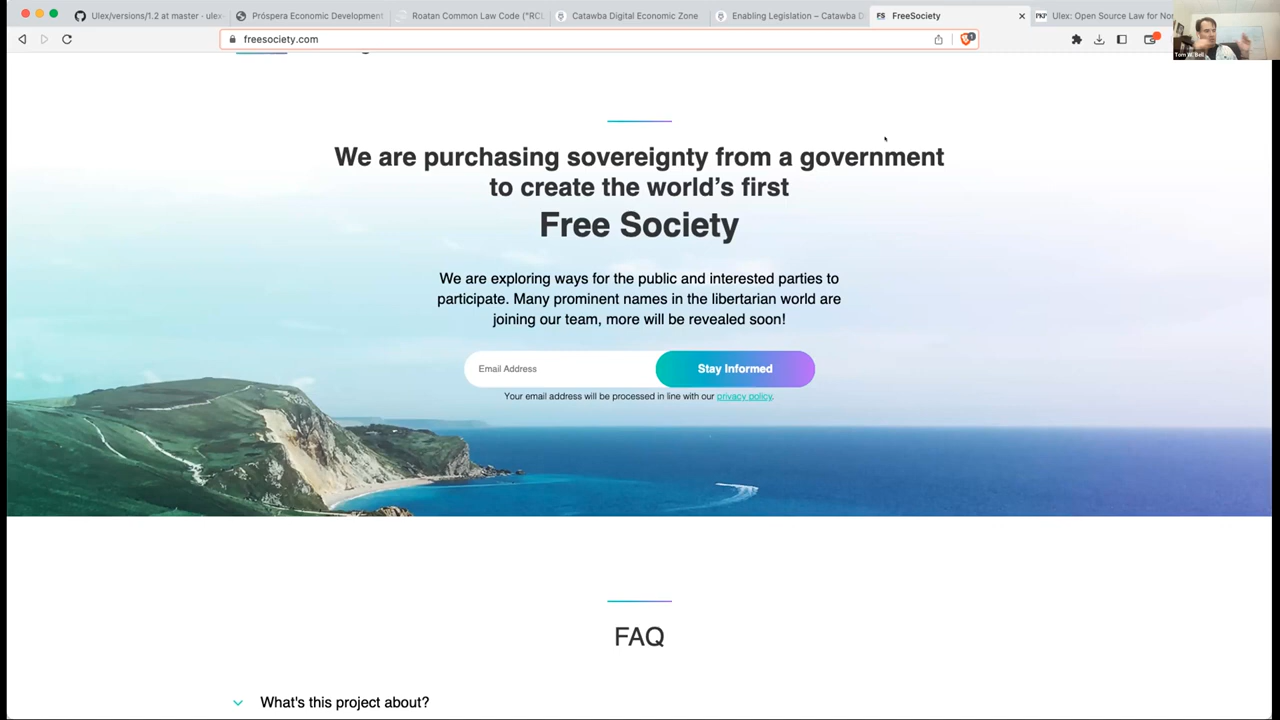 Ulex/versions/1.2 at master · ulex-
Próspera Economic Development
Roatan Common Law Code ("RCL
Catawba Digital Economic Zone
Enabling Legislation – Catawba D
FS FreeSociety
Ulex: Open Source Law for Non
freesociety.com
Tom W. Bell
We are purchasing sovereignty from a government
to create the world's first
Free Society
We are exploring ways for the public and interested parties to
participate. Many prominent names in the libertarian world are
joining our team, more will be revealed soon!
Email Address
Stay Informed
Your email address will be processed in line with our privacy policy.
FAQ
What's this project about?